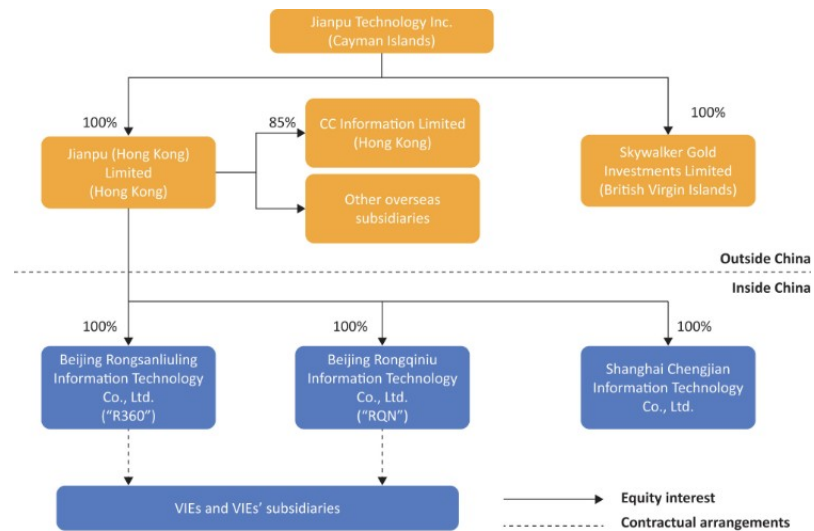 Jianpu Technology Inc.
(Cayman Islands)
100%
85%
100%
Jianpu (Hong Kong)
Limited
(Hong Kong)
CC Information Limited
(Hong Kong)
Other overseas
subsidiaries
Skywalker Gold
Investments Limited
(British Virgin Islands)
Outside China
Inside China
100%
100%
100%
Beijing Rongsanliuling
Information Technology
Co., Ltd.
(“R360”)
Beijing Rongqiniu
Information Technology
Co., Ltd.
(“RQN”)
Shanghai Chengjian
Information Technology
Co., Ltd.
VIEs and VIEs’ subsidiaries
Equity interest
Contractual arrangements